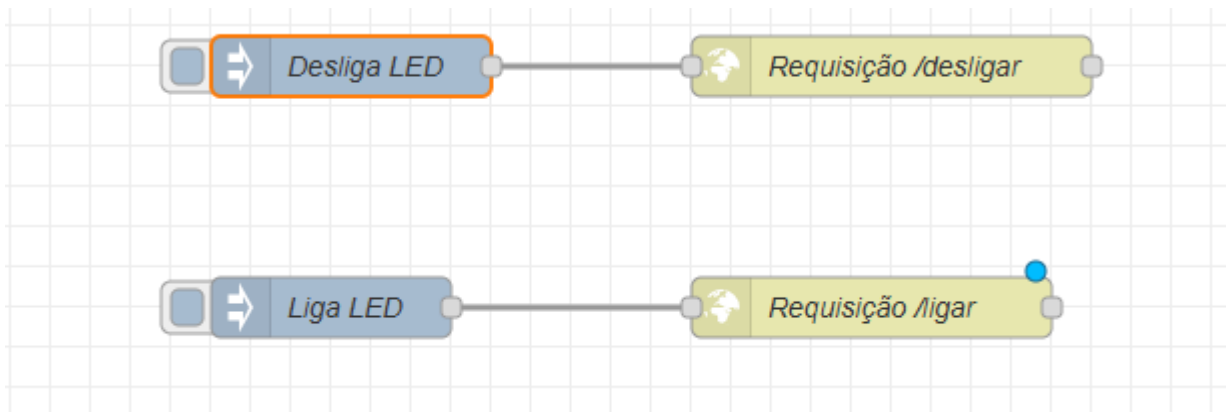 Desliga LED
Requisição /desligar
Liga LED
Requisição /ligar